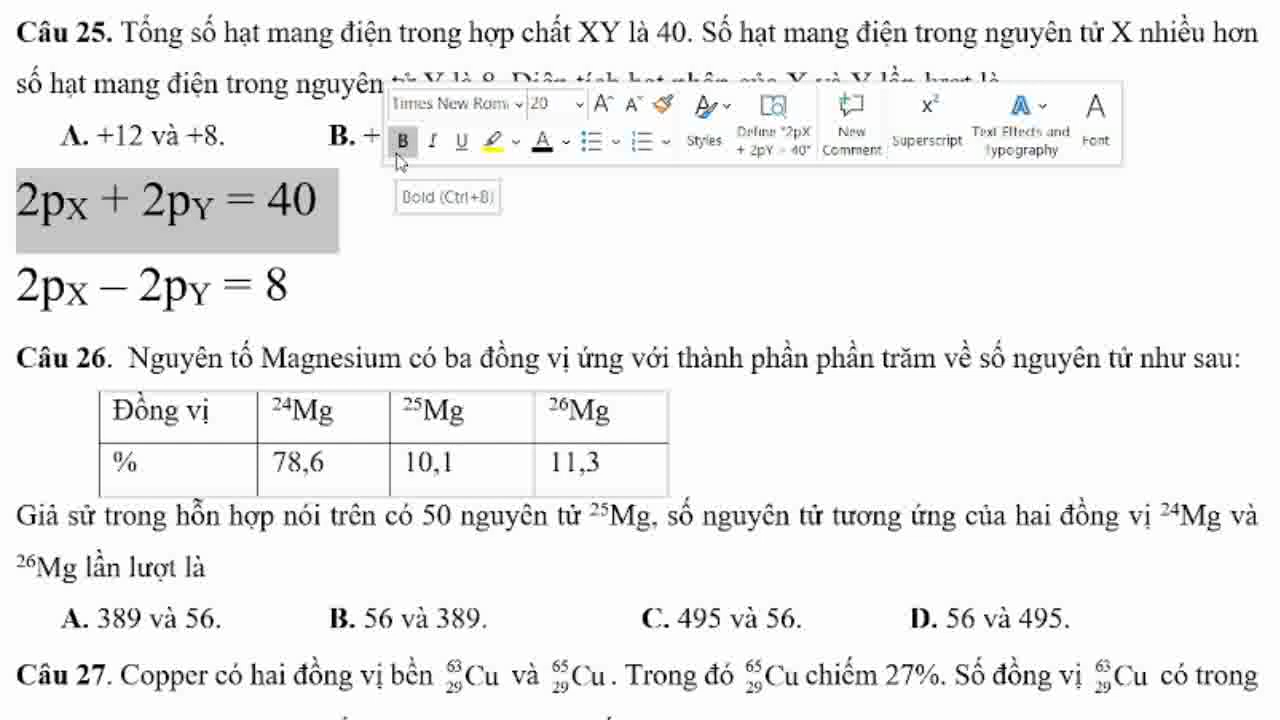 Câu 25. Tổng số hạt mang điện trong hợp chất XY là 40. Số hạt mang điện trong nguyên tử X nhiều hơn
số hạt mang điện trong nguyên
Times New Rom 20 A A Styles Define "2pX + 2pY = 40" New Comment x² Superscript Text Effects and Typography A Font
B I U A
A. +12 và +8. B. +
Bold (Ctrl+B)
2pX + 2pY = 40
2pX – 2pY = 8
Câu 26. Nguyên tố Magnesium có ba đồng vị ứng với thành phần phần trăm về số nguyên tử như sau:
Đồng vị ²⁴Mg ²⁵Mg ²⁶Mg
% 78,6 10,1 11,3
Giả sử trong hỗn hợp nói trên có 50 nguyên tử ²⁵Mg, số nguyên tử tương ứng của hai đồng vị ²⁴Mg và
²⁶Mg lần lượt là
A. 389 và 56. B. 56 và 389. C. 495 và 56. D. 56 và 495.
Câu 27. Copper có hai đồng vị bền ⁶³₂₉Cu và ⁶⁵₂₉Cu. Trong đó ⁶⁵₂₉Cu chiếm 27%. Số đồng vị ⁶³₂₉Cu có trong